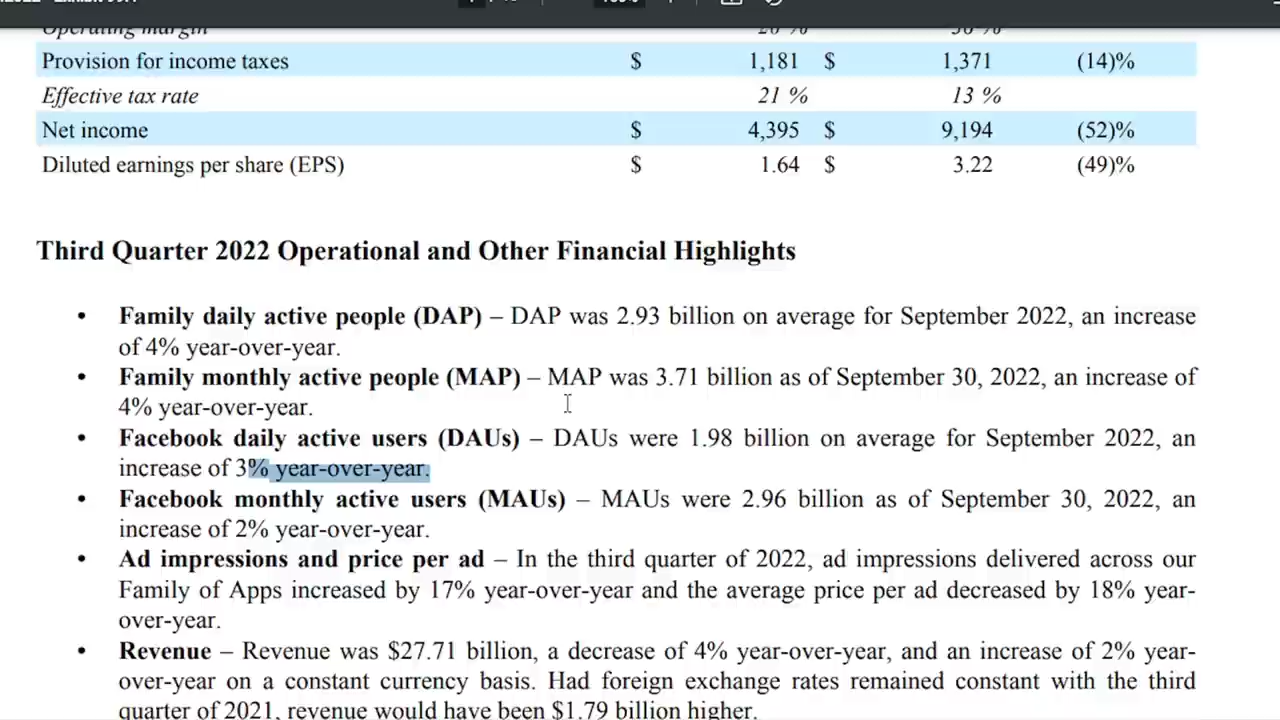 Operating margin 20 % 36 %
Provision for income taxes $ 1,181 $ 1,371 (14)%
Effective tax rate 21 % 13 %
Net income $ 4,395 $ 9,194 (52)%
Diluted earnings per share (EPS) $ 1.64 $ 3.22 (49)%
Third Quarter 2022 Operational and Other Financial Highlights
• Family daily active people (DAP) – DAP was 2.93 billion on average for September 2022, an increase
of 4% year-over-year.
• Family monthly active people (MAP) – MAP was 3.71 billion as of September 30, 2022, an increase of
4% year-over-year.
• Facebook daily active users (DAUs) – DAUs were 1.98 billion on average for September 2022, an
increase of 3% year-over-year.
• Facebook monthly active users (MAUs) – MAUs were 2.96 billion as of September 30, 2022, an
increase of 2% year-over-year.
• Ad impressions and price per ad – In the third quarter of 2022, ad impressions delivered across our
Family of Apps increased by 17% year-over-year and the average price per ad decreased by 18% year-
over-year.
• Revenue – Revenue was $27.71 billion, a decrease of 4% year-over-year, and an increase of 2% year-
over-year on a constant currency basis. Had foreign exchange rates remained constant with the third
quarter of 2021, revenue would have been $1.79 billion higher.